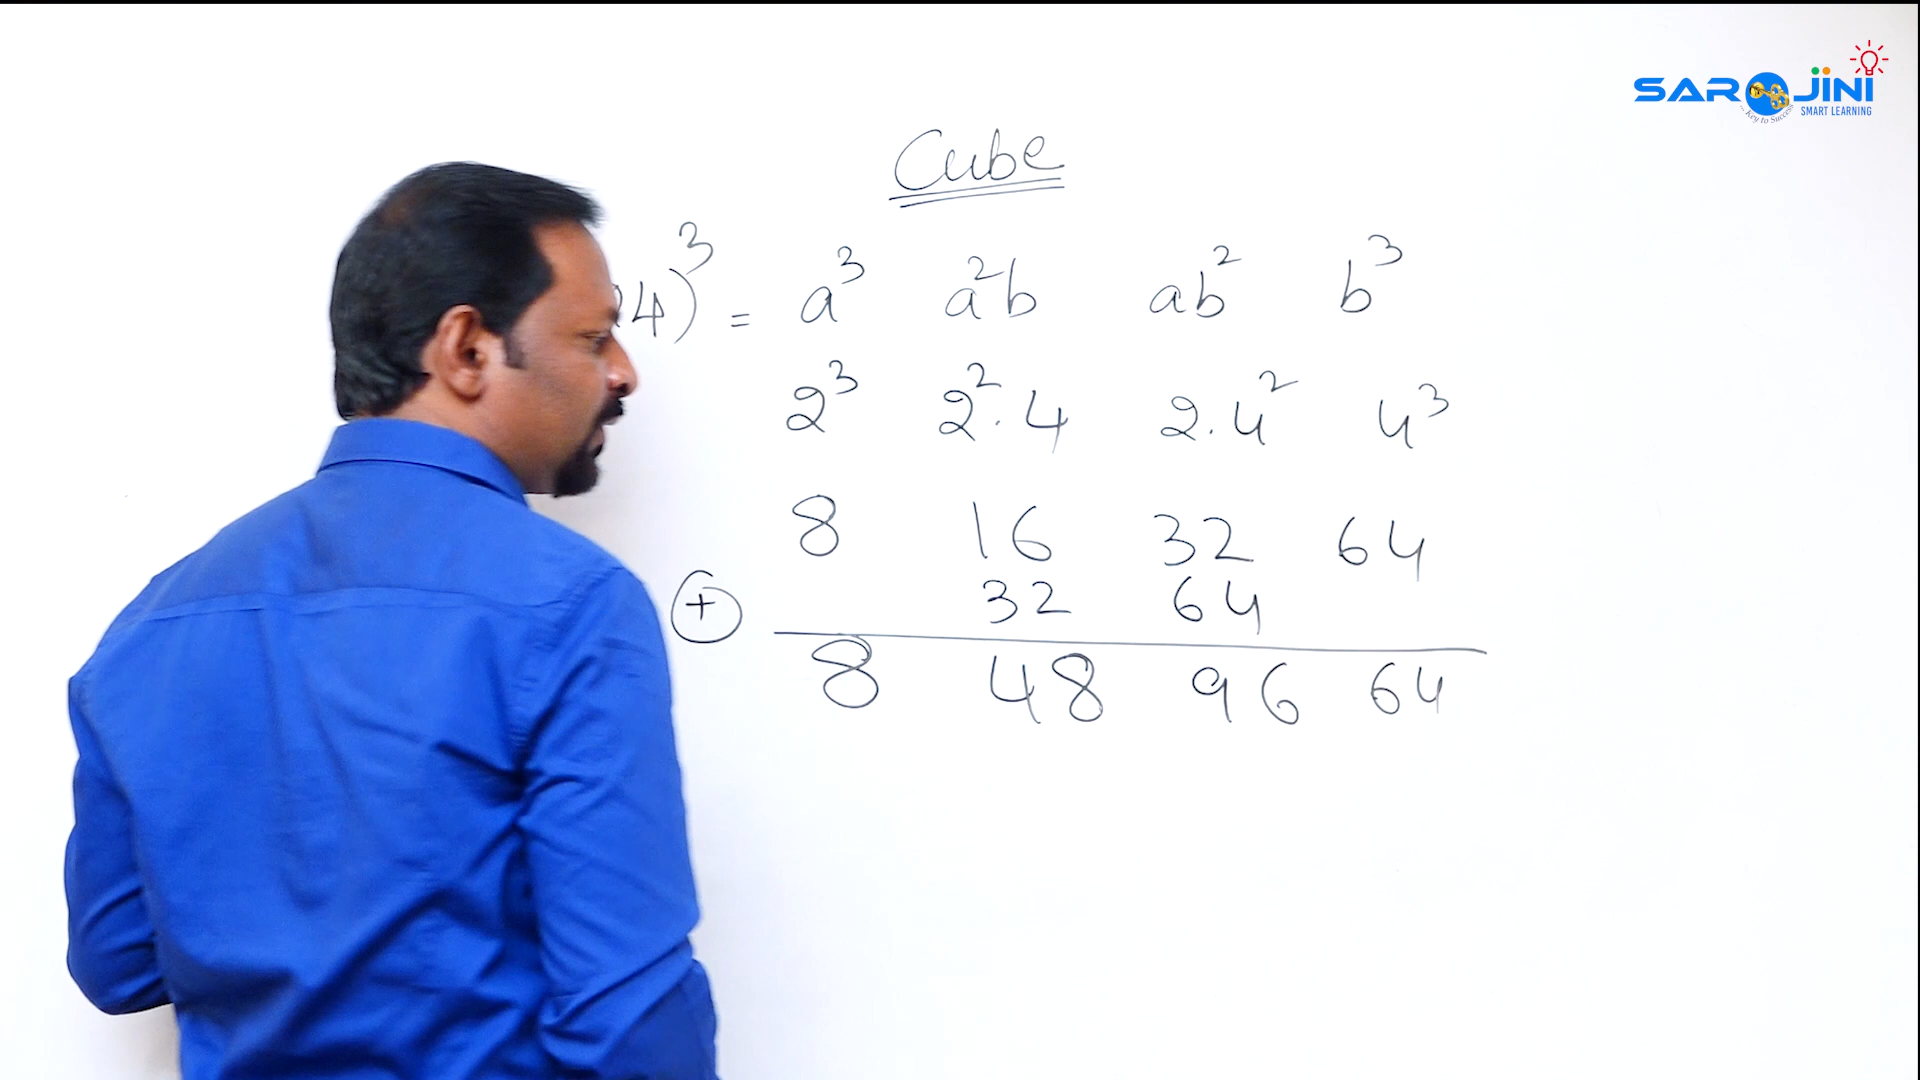 SAROJINI
...Key to Success
SMART LEARNING
Cube
24)³ = a³ a²b ab² b³
2³ 2².4 2.4² 4³
8 16 32 64
+ 32 64
8 48 96 64